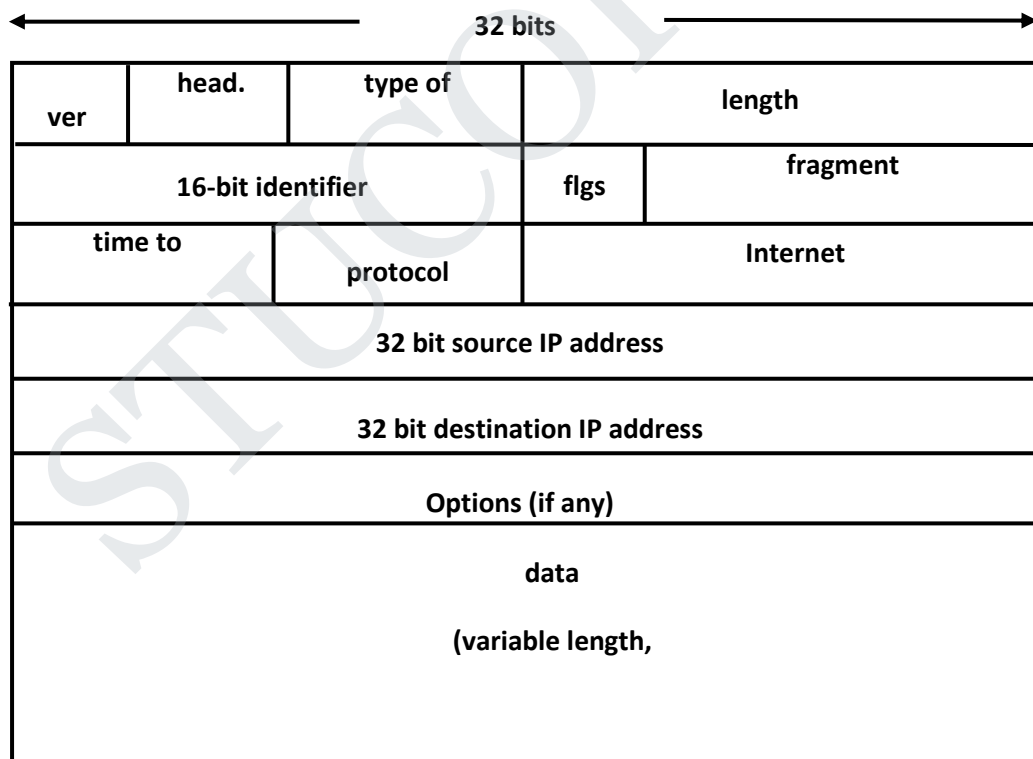 32 bits
ver
head.
type of
length
16-bit identifier
flgs
fragment
time to
protocol
Internet
32 bit source IP address
32 bit destination IP address
Options (if any)
data
(variable length,